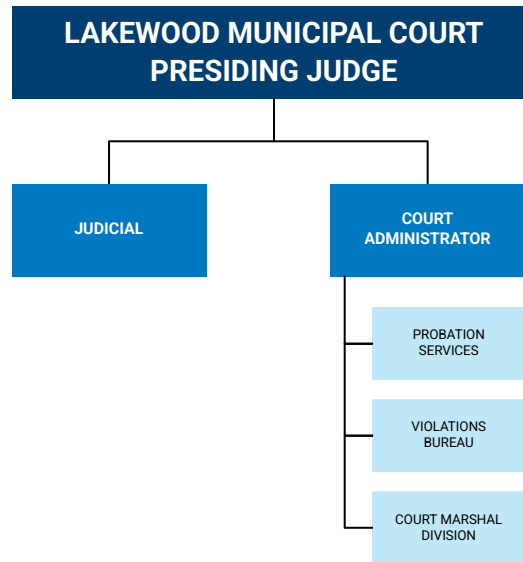 LAKEWOOD MUNICIPAL COURT
PRESIDING JUDGE
JUDICIAL
COURT
ADMINISTRATOR
PROBATION
SERVICES
VIOLATIONS
BUREAU
COURT MARSHAL
DIVISION